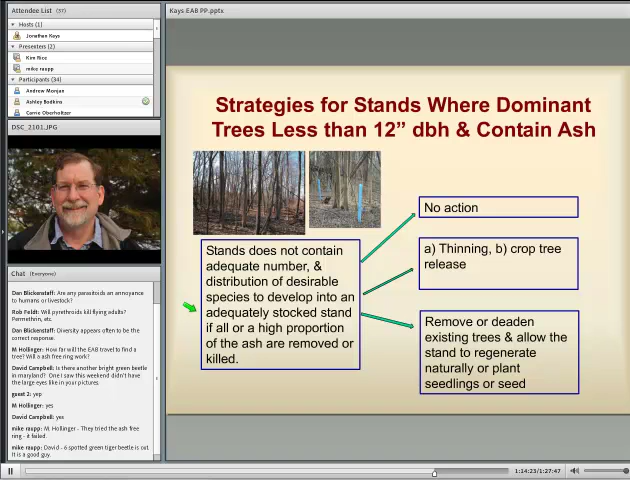 Attendee List (37)
Hosts (1)
Jonathan Kays
Presenters (2)
Kim Rice
mike raupp
Participants (34)
Andrew Monjan
Ashley Bodkins
Carrie Oberholtzer
DSC_2101.JPG
Chat (Everyone)
Dan Blickenstaff: Are any parasitoids an annoyance
to humans or livestock?
Rob Feldt: Will pyrethroids kill flying adults?
Permethrin, etc.
Dan Blickenstaff: Diversity appears often to be the
correct response.
M Hollinger: How far will the EAB travel to find a
tree? Will a ash free ring work?
David Campbell: Is there another bright green beetle
in maryland? One I saw this weekend didn't have
the large eyes like in your pictures.
guest 2: yep
M Hollinger: yes
David Campbell: yes
mike raupp: M. Hollinger - They tried the ash free
ring - it failed.
mike raupp: David - 6 spotted green tiger beetle is out.
It is a good guy.
Kays EAB PP.pptx
Strategies for Stands Where Dominant
Trees Less than 12” dbh & Contain Ash
Stands does not contain
adequate number, &
distribution of desirable
species to develop into an
adequately stocked stand
if all or a high proportion
of the ash are removed or
killed.
No action
a) Thinning, b) crop tree
release
Remove or deaden
existing trees & allow the
stand to regenerate
naturally or plant
seedlings or seed
1:14:23/1:27:47